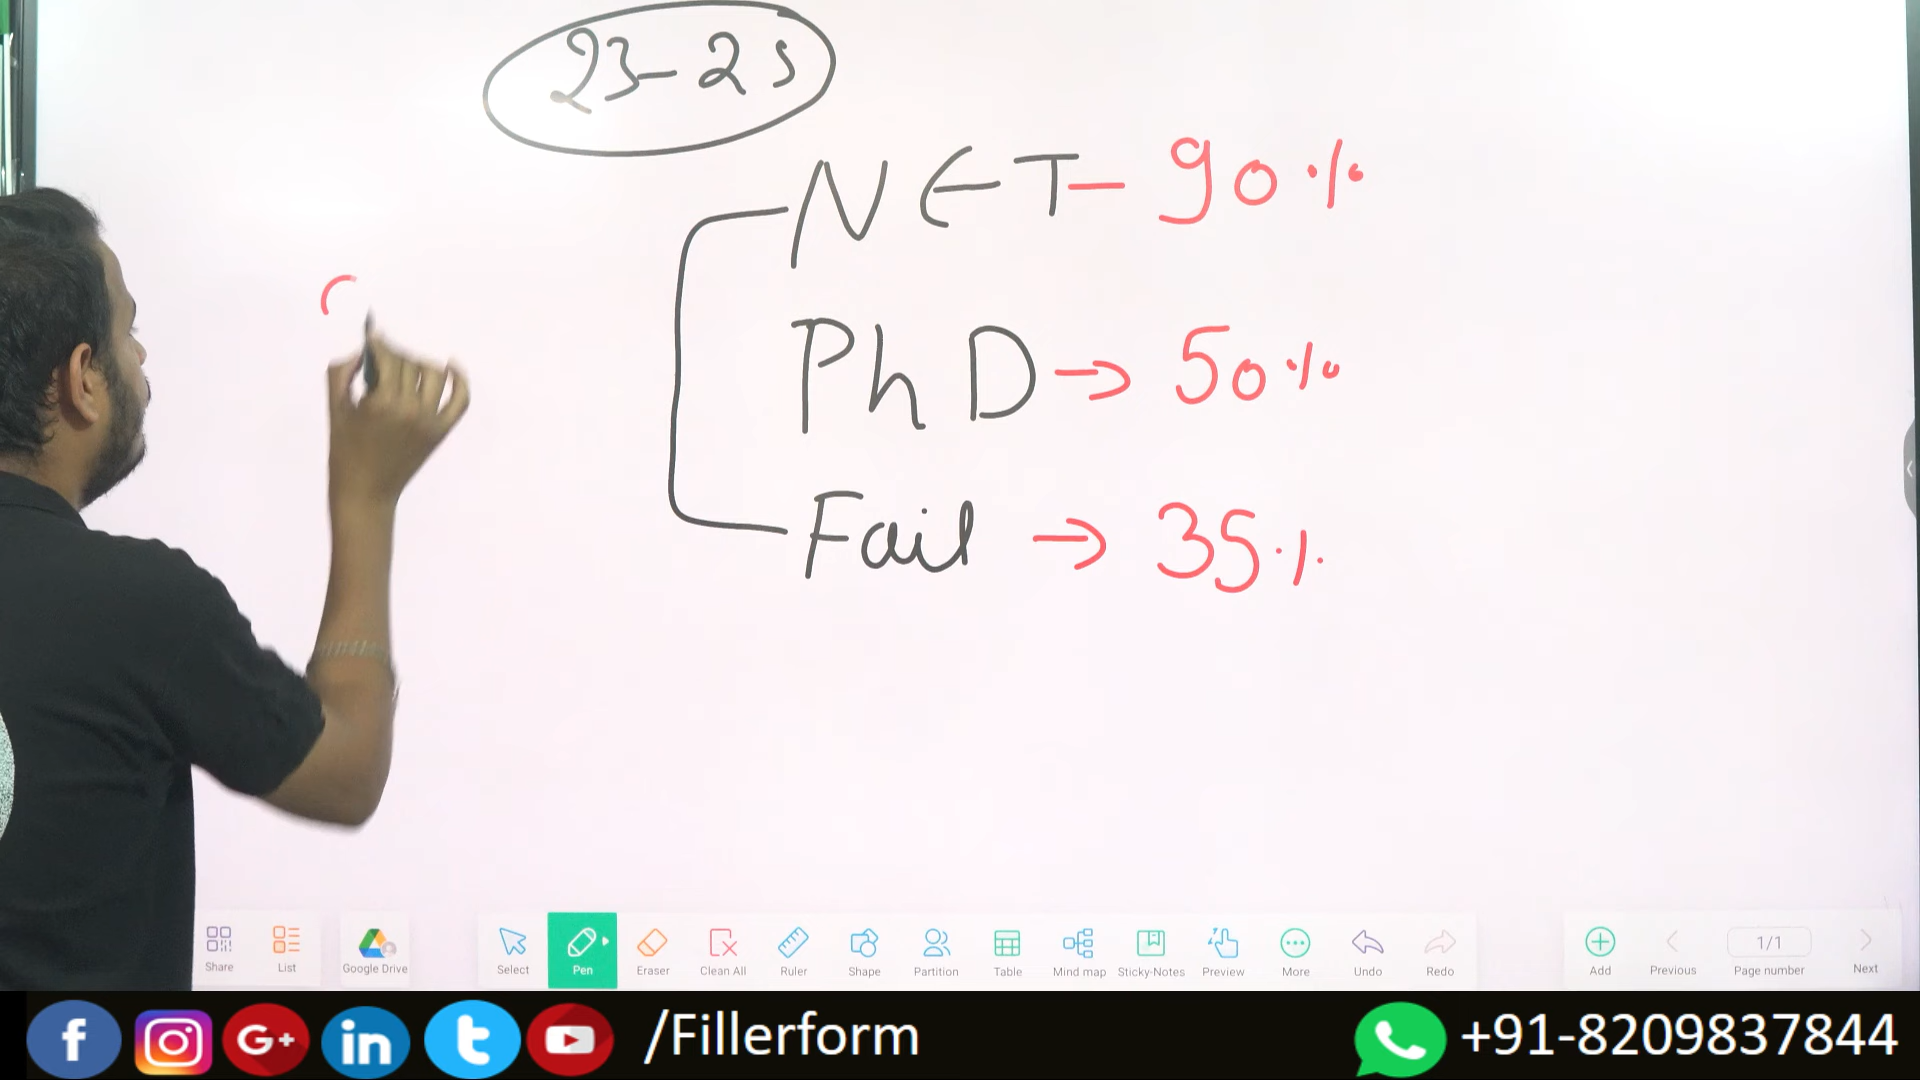 23-25
NET - 90%
PhD → 50%
Fail → 35%
Share
List
Google Drive
Select
Pen
Eraser
Clean All
Ruler
Shape
Partition
Table
Mind map
Sticky-Notes
Preview
More
Undo
Redo
Add
Previous
1/1
Page number
Next
f
G+
in
t
/Fillerform
+91-8209837844